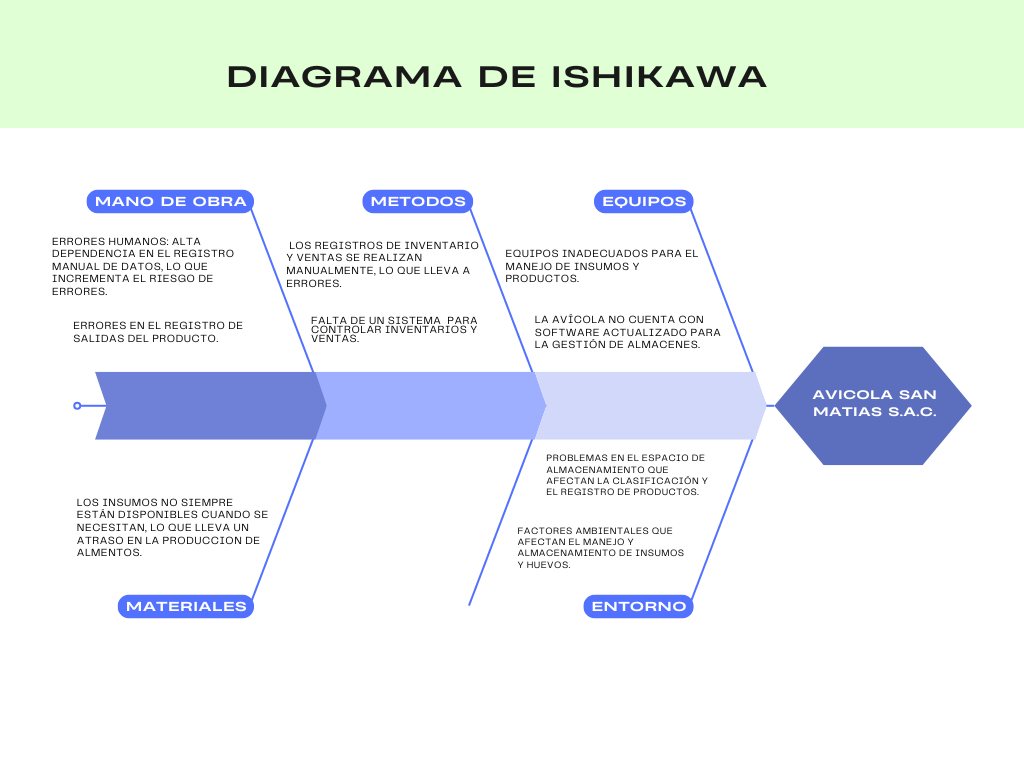 DIAGRAMA DE ISHIKAWA
MANO DE OBRA
ERRORES HUMANOS: ALTA
DEPENDENCIA EN EL REGISTRO
MANUAL DE DATOS, LO QUE
INCREMENTA EL RIESGO DE
ERRORES.
ERRORES EN EL REGISTRO DE
SALIDAS DEL PRODUCTO.
METODOS
LOS REGISTROS DE INVENTARIO
Y VENTAS SE REALIZAN
MANUALMENTE, LO QUE LLEVA A
ERRORES.
FALTA DE UN SISTEMA PARA
CONTROLAR INVENTARIOS Y
VENTAS.
EQUIPOS
EQUIPOS INADECUADOS PARA EL
MANEJO DE INSUMOS Y
PRODUCTOS.
LA AVÍCOLA NO CUENTA CON
SOFTWARE ACTUALIZADO PARA
LA GESTIÓN DE ALMACENES.
AVICOLA SAN
MATIAS S.A.C.
LOS INSUMOS NO SIEMPRE
ESTÁN DISPONIBLES CUANDO SE
NECESITAN, LO QUE LLEVA UN
ATRASO EN LA PRODUCCION DE
ALMENTOS.
MATERIALES
PROBLEMAS EN EL ESPACIO DE
ALMACENAMIENTO QUE
AFECTAN LA CLASIFICACIÓN Y
EL REGISTRO DE PRODUCTOS.
FACTORES AMBIENTALES QUE
AFECTAN EL MANEJO Y
ALMACENAMIENTO DE INSUMOS
Y HUEVOS.
ENTORNO